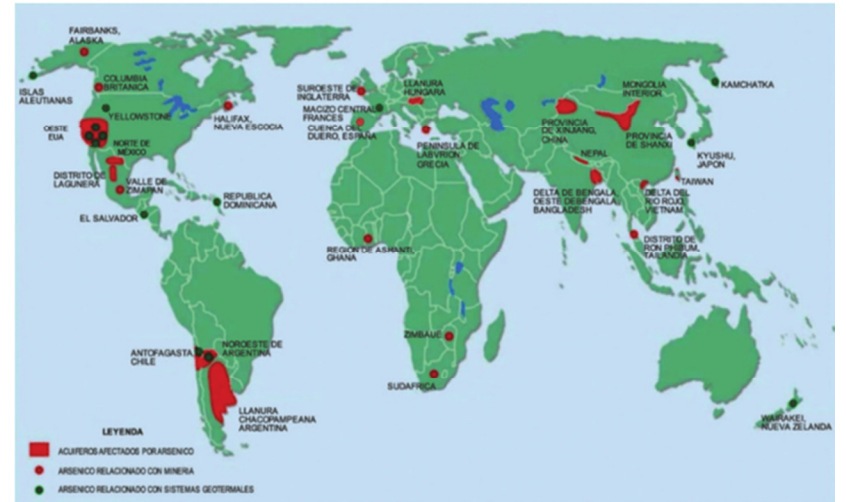 FAIRBANKS,
ALASKA
ISLAS
ALEUTIANAS
COLUMBIA
BRITANICA
YELLOWSTONE
HALIFAX,
NUEVA ESCOCIA
OESTE
EUA
NORTE DE
MÉXICO
DISTRITO DE
LAGUNERA
VALLE DE
ZIMAPAN
EL SALVADOR
REPUBLICA
DOMINICANA
SUROESTE DE
INGLATERRA
LLANURA
HUNGARA
MACIZO CENTRAL
FRANCES
CUENCA DEL
DUERO, ESPAÑA
PENINSULA DE
LABVRION,
GRECIA
MONGOLIA
INTERIOR
KAMCHATKA
PROVINCIA
DE XINJANG,
CHINA
PROVINCIA
DE SHANXI
NEPAL
KYUSHU,
JAPON
TAIWAN
DELTA DE BENGALA,
OESTE DE BENGALA,
BANGLADESH
DELTA DEL
RIO ROJO,
VIETNAM
DISTRITO DE
RON PHIZUM,
TAILANDIA
REGION DE ASHANTI,
GHANA
ZIMBAUE
SUDAFRICA
ANTOFAGASTA,
CHILE
NOROESTE DE
ARGENTINA
LLANURA
CHACOPAMPEANA
ARGENTINA
WAIRAKEI,
NUEVA ZELANDA
LEYENDA
ACUIFEROS AFECTADOS POR ARSENICO
ARSENICO RELACIONADO CON MINERIA
ARSENICO RELACIONADO CON SISTEMAS GEOTERMALES